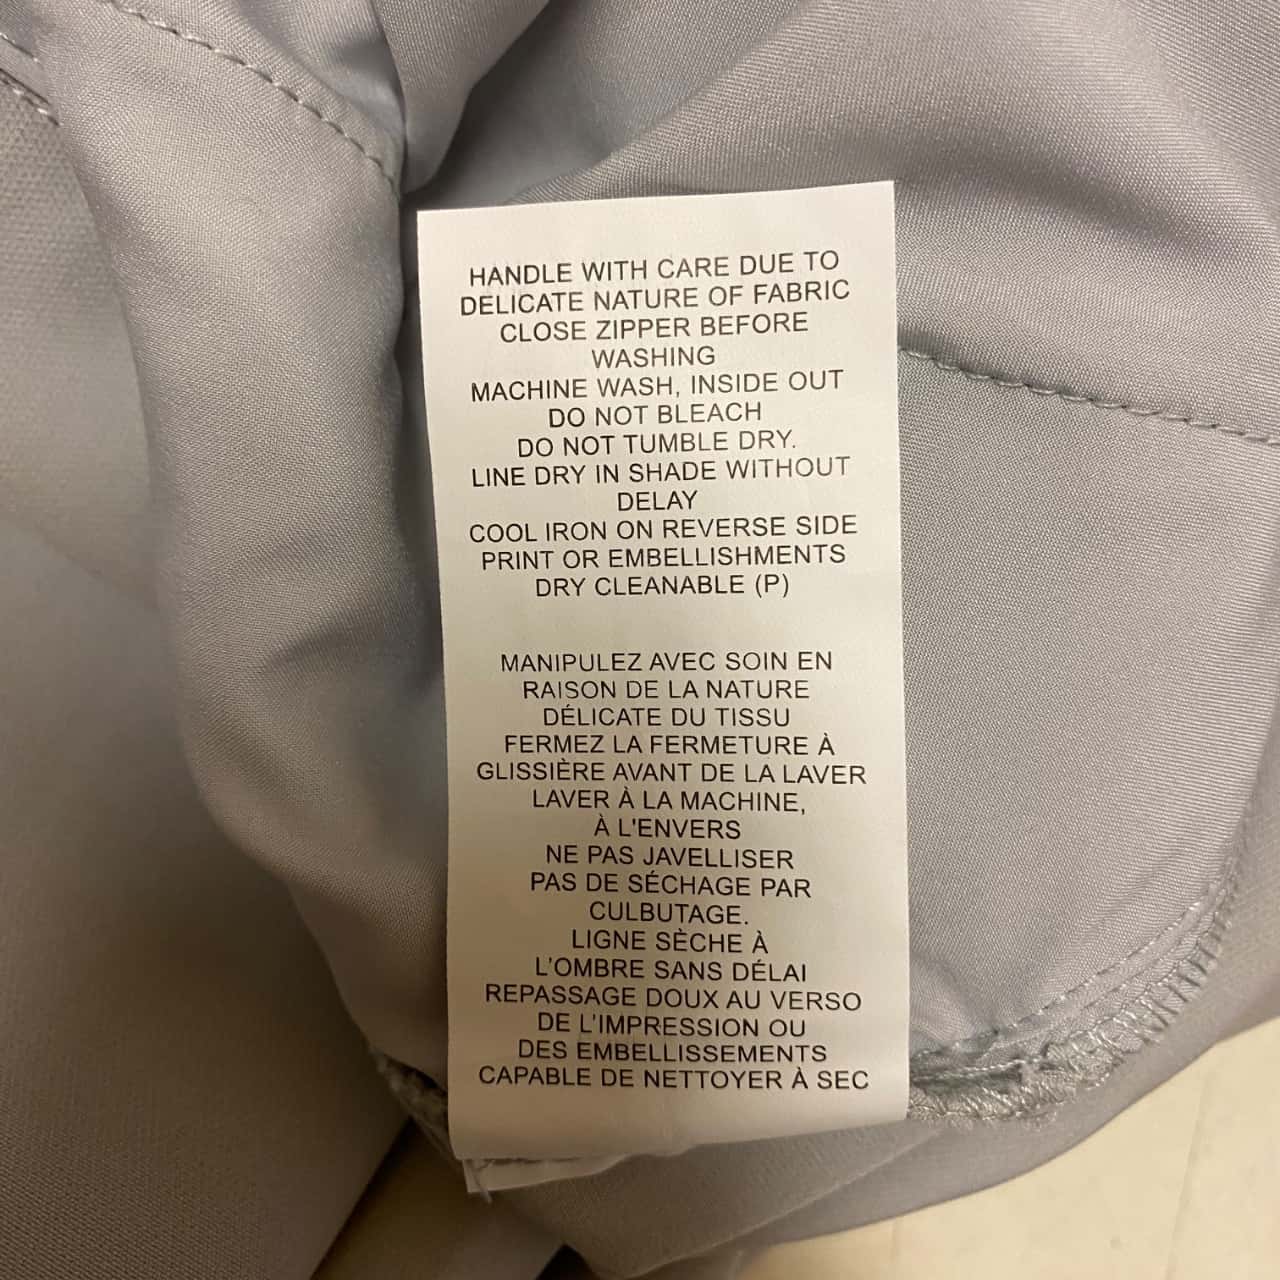 HANDLE WITH CARE DUE TO
DELICATE NATURE OF FABRIC
CLOSE ZIPPER BEFORE
WASHING
MACHINE WASH, INSIDE OUT
DO NOT BLEACH
DO NOT TUMBLE DRY.
LINE DRY IN SHADE WITHOUT
DELAY
COOL IRON ON REVERSE SIDE
PRINT OR EMBELLISHMENTS
DRY CLEANABLE (P)
MANIPULEZ AVEC SOIN EN
RAISON DE LA NATURE
DÉLICATE DU TISSU
FERMEZ LA FERMETURE À
GLISSIÈRE AVANT DE LA LAVER
LAVER À LA MACHINE,
À L'ENVERS
NE PAS JAVELLISER
PAS DE SÉCHAGE PAR
CULBUTAGE.
LIGNE SÈCHE À
L'OMBRE SANS DÉLAI
REPASSAGE DOUX AU VERSO
DE L'IMPRESSION OU
DES EMBELLISSEMENTS
CAPABLE DE NETTOYER À SEC